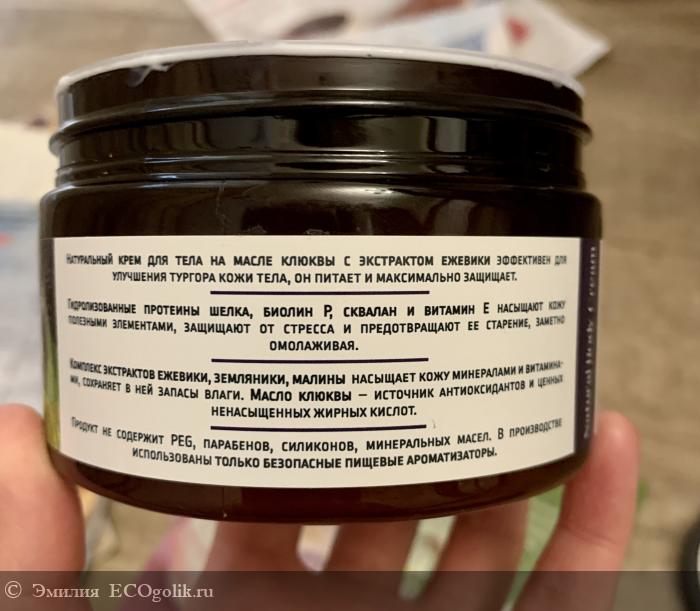 Натуральный крем для тела на масле клюквы с экстрактом ежевики эффективен для
улучшения тургора кожи тела, он питает и максимально защищает.
Гидролизованные протеины шелка, биолин P, сквалан и витамин Е насыщают кожу
полезными элементами, защищают от стресса и предотвращают ее старение, заметно
омолаживая.
Комплекс экстрактов ежевики, земляники, малины насыщает кожу минералами и витамина-
ми, сохраняет в ней запасы влаги. Масло клюквы – источник антиоксидантов и ценных
ненасыщенных жирных кислот.
Продукт не содержит PEG, парабенов, силиконов, минеральных масел. В производстве
использованы только безопасные пищевые ароматизаторы.
Natural Body Cream
© Эмилия ECOgolik.ru